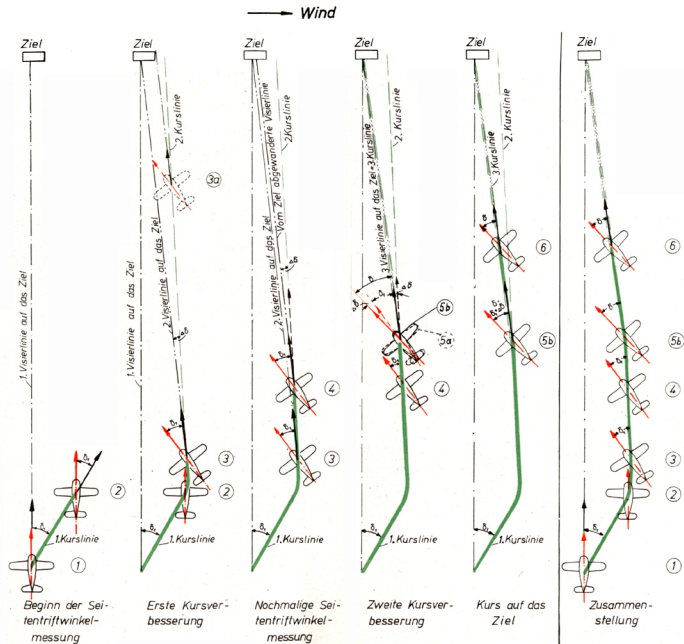 Wind
Ziel
Ziel
Ziel
Ziel
Ziel
Ziel
1.Visierlinie auf das Ziel
δ₁
δ₁
1.Kurslinie
①
②
Beginn der Sei-
tentriftwinkel-
messung
2. Kurslinie
3a
2.Visierlinie auf das Ziel
1.Visierlinie auf das Ziel
③
②
δ₁
1.Kurslinie
Erste Kursver-
besserung
Vom Ziel abgewanderte Visierlinie
2.Kurslinie
2.Visierlinie auf das Ziel
④
③
1.Kurslinie
Nochmalige Sei-
tentriftwinkel-
messung
2. Kurslinie
3.Visierlinie auf das Ziel=3.Kurslinie
5b
5a
④
1.Kurslinie
Zweite Kursver-
besserung
2. Kurslinie
3.Kurslinie
⑥
5b
δ₁
1.Kurslinie
Kurs auf das
Ziel
⑥
5b
④
③
②
①
δ₁
Zusammen-
stellung